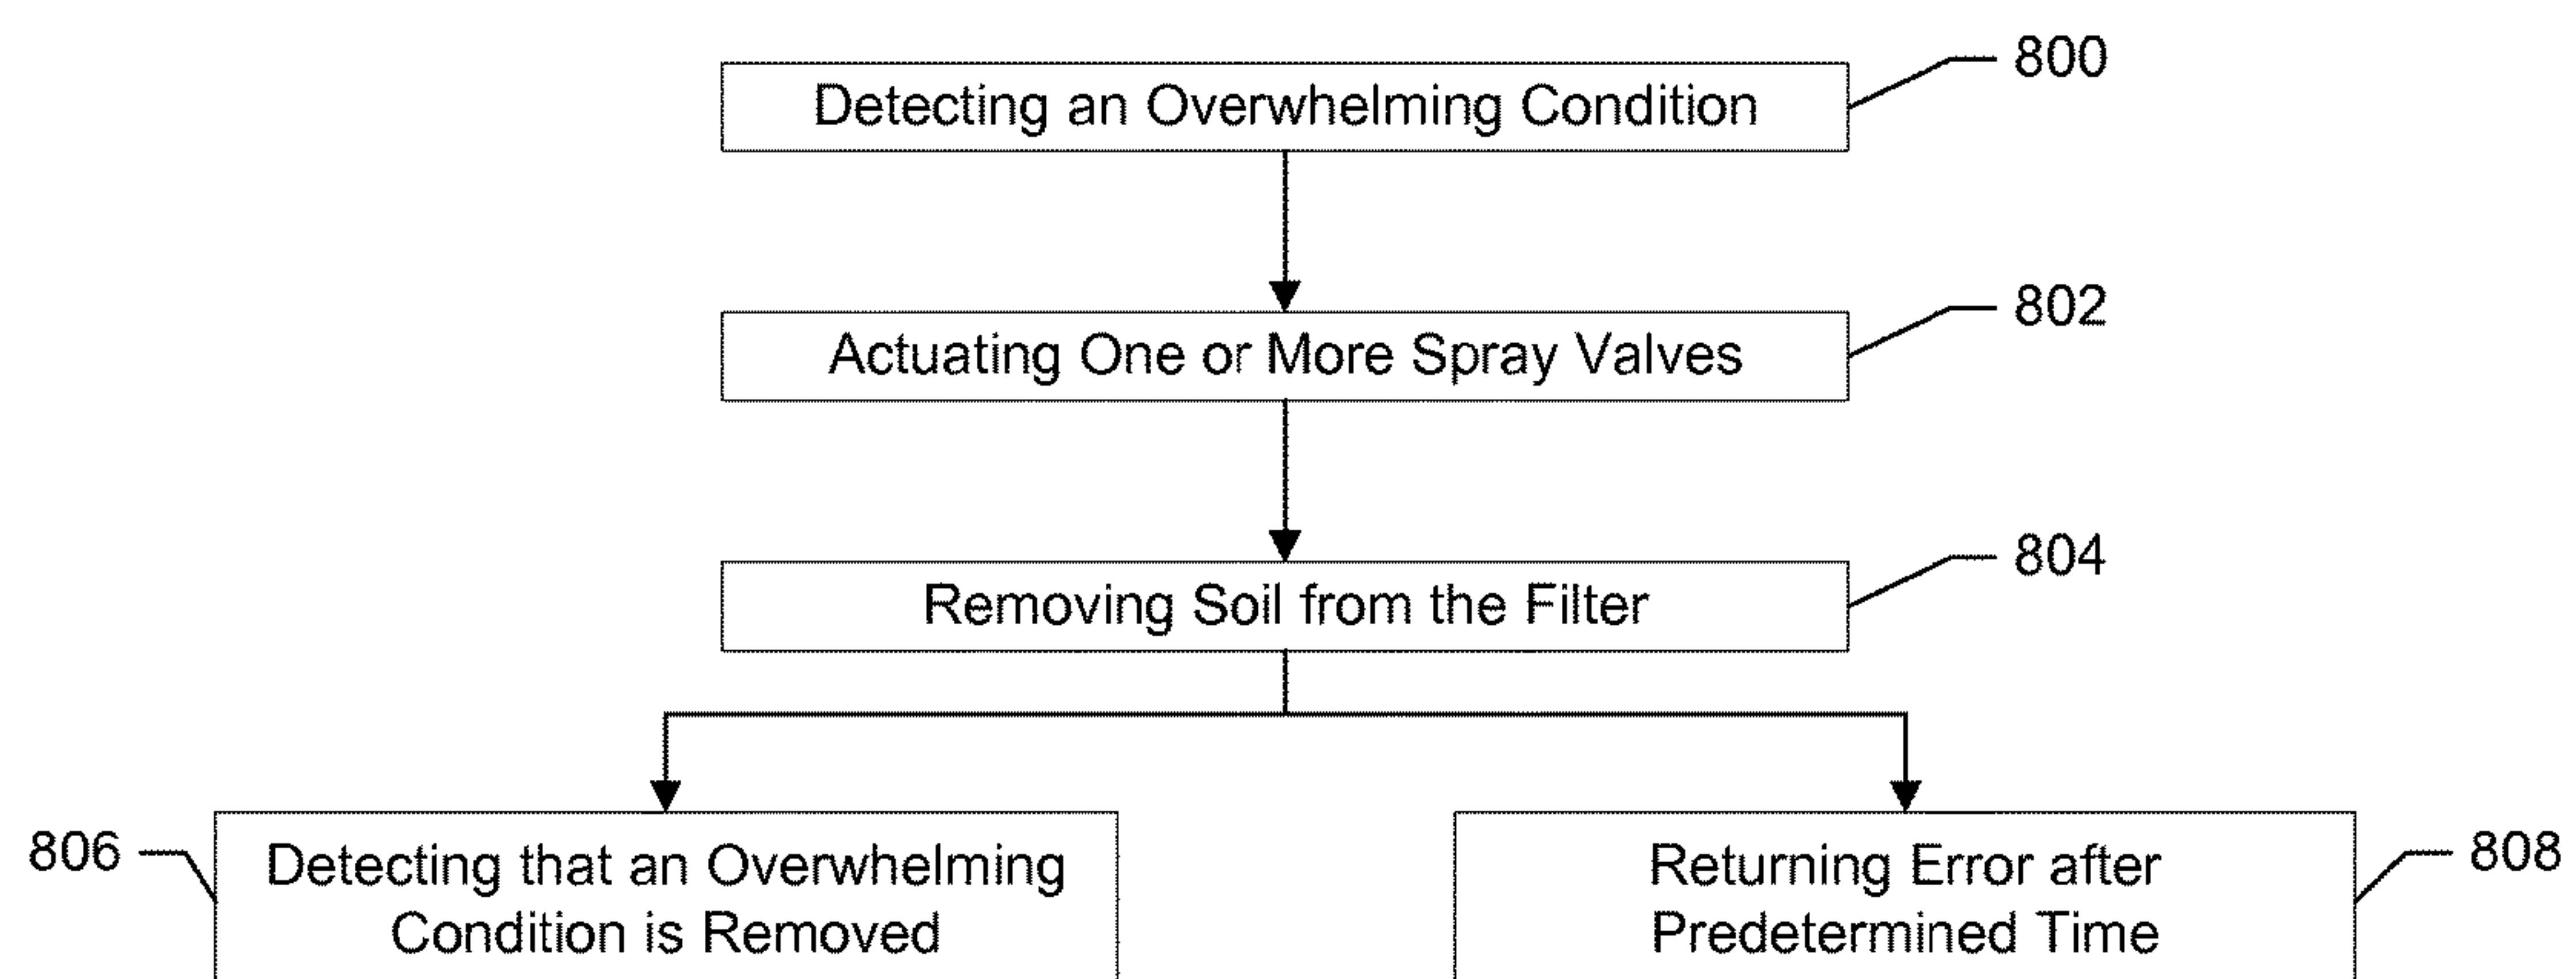 800
Detecting an Overwhelming Condition
802
Actuating One or More Spray Valves
804
Removing Soil from the Filter
806
Detecting that an Overwhelming
Condition is Removed
Returning Error after
Predetermined Time
808